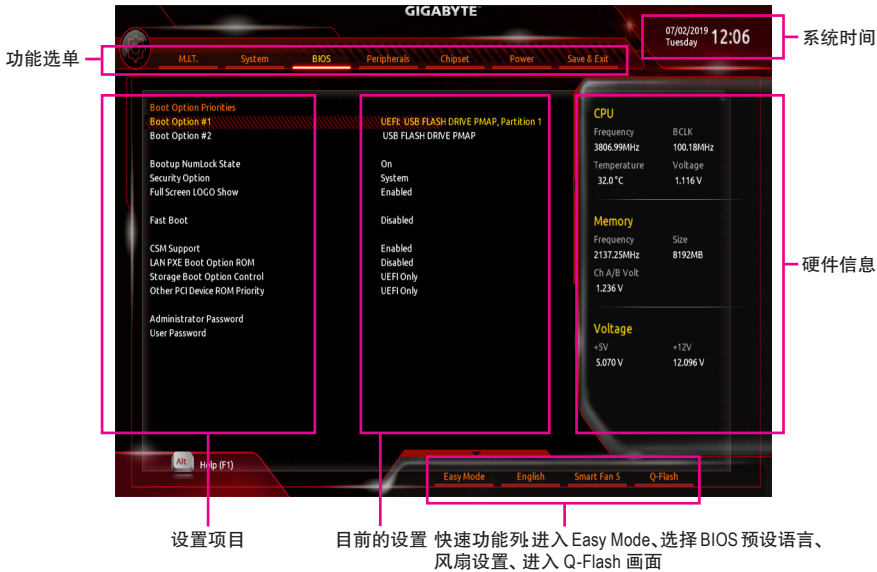 GIGABYTE™
07/02/2019 12:06
Tuesday
系统时间
功能选单
M.I.T. System BIOS Peripherals Chipset Power Save & Exit
Boot Option Priorities
Boot Option #1 UEFI: USB FLASH DRIVE PMAP, Partition 1
Boot Option #2 USB FLASH DRIVE PMAP
Bootup NumLock State On
Security Option System
Full Screen LOGO Show Enabled
Fast Boot Disabled
CSM Support Enabled
LAN PXE Boot Option ROM Disabled
Storage Boot Option Control UEFI Only
Other PCI Device ROM Priority UEFI Only
Administrator Password
User Password
CPU
Frequency BCLK
3806.99MHz 100.18MHz
Temperature Voltage
32.0 °C 1.116 V
Memory
Frequency Size
2137.25MHz 8192MB
Ch A/B Volt
1.236 V
Voltage
+5V +12V
5.070 V 12.096 V
硬件信息
Alt Help (F1)
Easy Mode English Smart Fan 5 Q-Flash
设置项目
目前的设置
快速功能列:进入 Easy Mode、选择 BIOS 预设语言、
风扇设置、进入 Q-Flash 画面